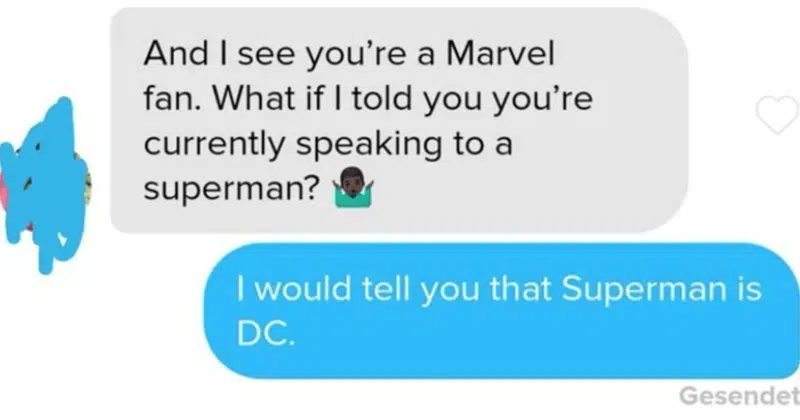 And I see you’re a Marvel
fan. What if I told you you’re
currently speaking to a
superman? 🤷🏿‍♂️
I would tell you that Superman is
DC.
Gesendet